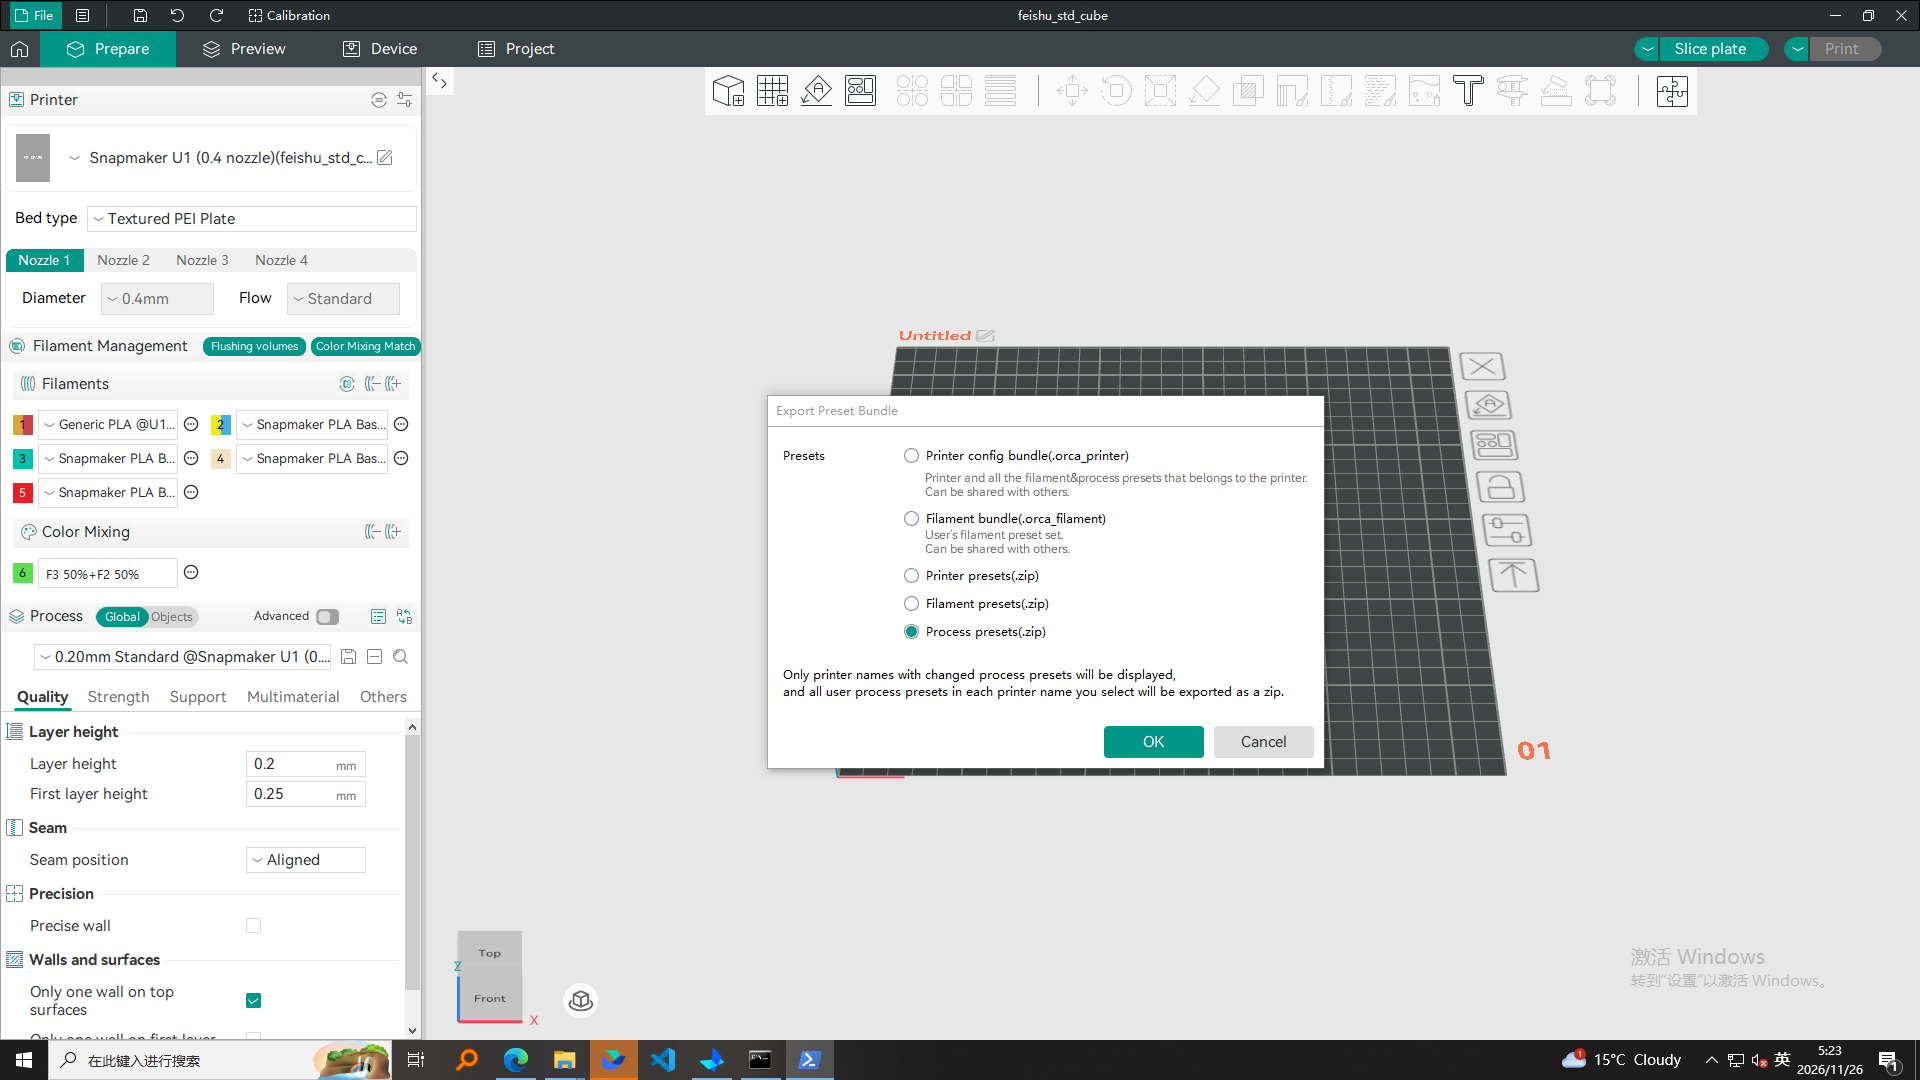 File
Calibration
feishu_std_cube
Prepare
Preview
Device
Project
Slice plate
Print
Printer
Snapmaker U1 (0.4 nozzle)(feishu_std_c...
Bed type
Textured PEI Plate
Nozzle 1
Nozzle 2
Nozzle 3
Nozzle 4
Diameter
0.4mm
Flow
Standard
Filament Management
Flushing volumes
Color Mixing Match
Filaments
1
Generic PLA @U1...
2
Snapmaker PLA Bas...
3
Snapmaker PLA B...
4
Snapmaker PLA Bas...
5
Snapmaker PLA B...
Color Mixing
6
F3 50%+F2 50%
Process
Global
Objects
Advanced
0.20mm Standard @Snapmaker U1 (0....
Quality
Strength
Support
Multimaterial
Others
Layer height
Layer height
0.2
mm
First layer height
0.25
mm
Seam
Seam position
Aligned
Precision
Precise wall
Walls and surfaces
Only one wall on top
surfaces
Only one wall on first layer
Untitled
Export Preset Bundle
Presets
Printer config bundle(.orca_printer)
Printer and all the filament&process presets that belongs to the printer.
Can be shared with others.
Filament bundle(.orca_filament)
User's filament preset set.
Can be shared with others.
Printer presets(.zip)
Filament presets(.zip)
Process presets(.zip)
Only printer names with changed process presets will be displayed,
and all user process presets in each printer name you select will be exported as a zip.
OK
Cancel
01
Top
Z
Front
X
激活 Windows
转到“设置”以激活 Windows。
在此键入进行搜索
1
15°C Cloudy
英
5:23
2026/11/26
1